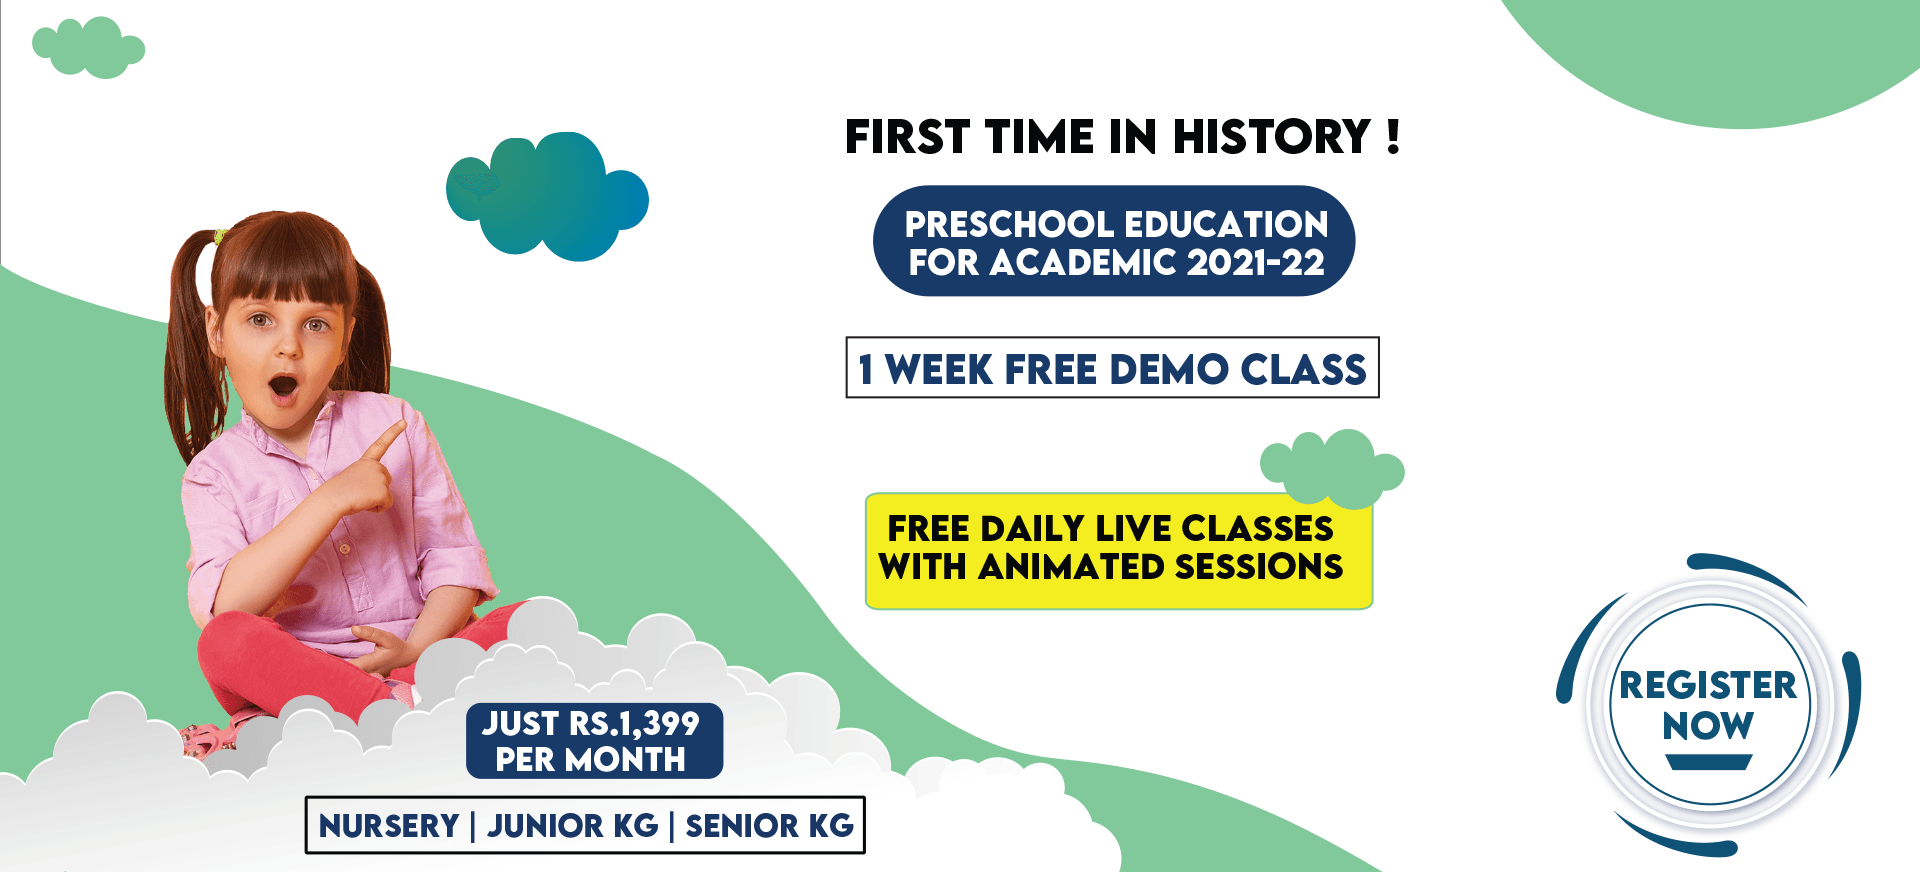 FIRST TIME IN HISTORY !
PRESCHOOL EDUCATION
FOR ACADEMIC 2021-22
1 WEEK FREE DEMO CLASS
FREE DAILY LIVE CLASSES
WITH ANIMATED SESSIONS
REGISTER
NOW
JUST RS.1,399
PER MONTH
NURSERY | JUNIOR KG | SENIOR KG